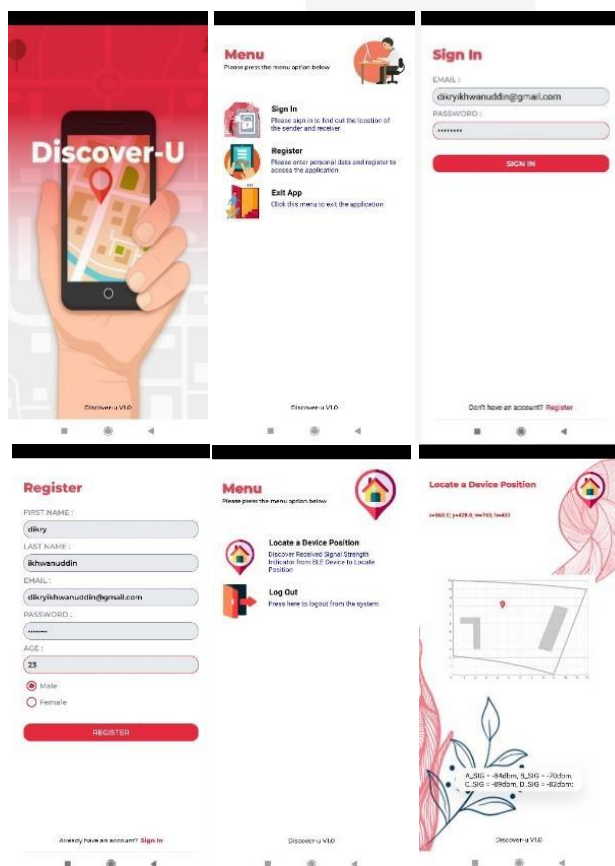 Discover-U
Discover-u V1.0
Menu
Please press the menu option below
Sign In
Please sign in to find out the location of
the sender and receiver
Register
Please enter personal data and register to
access the application
Exit App
Click this menu to exit the application
Discover-u V1.0
Sign In
EMAIL :
dikryikhwanuddin@gmail.com
PASSWORD :
••••••••
SIGN IN
Don't have an account? Register
Register
FIRST NAME :
dikry
LAST NAME :
ikhwanuddin
EMAIL :
dikryikhwanuddin@gmail.com
PASSWORD :
••••••••
AGE :
23
Male
Female
REGISTER
Already have an account? Sign In
Menu
Please press the menu option below
Locate a Device Position
Discover Received Signal Strength
Indicator from BLE Device to Locate
Position
Log Out
Press here to logout from the system
Discover-u V1.0
Locate a Device Position
A_SIG = -84dbm, B_SIG = -70dbm,
C_SIG = -89dbm, D_SIG = -82dbm;
Discover-u V1.0